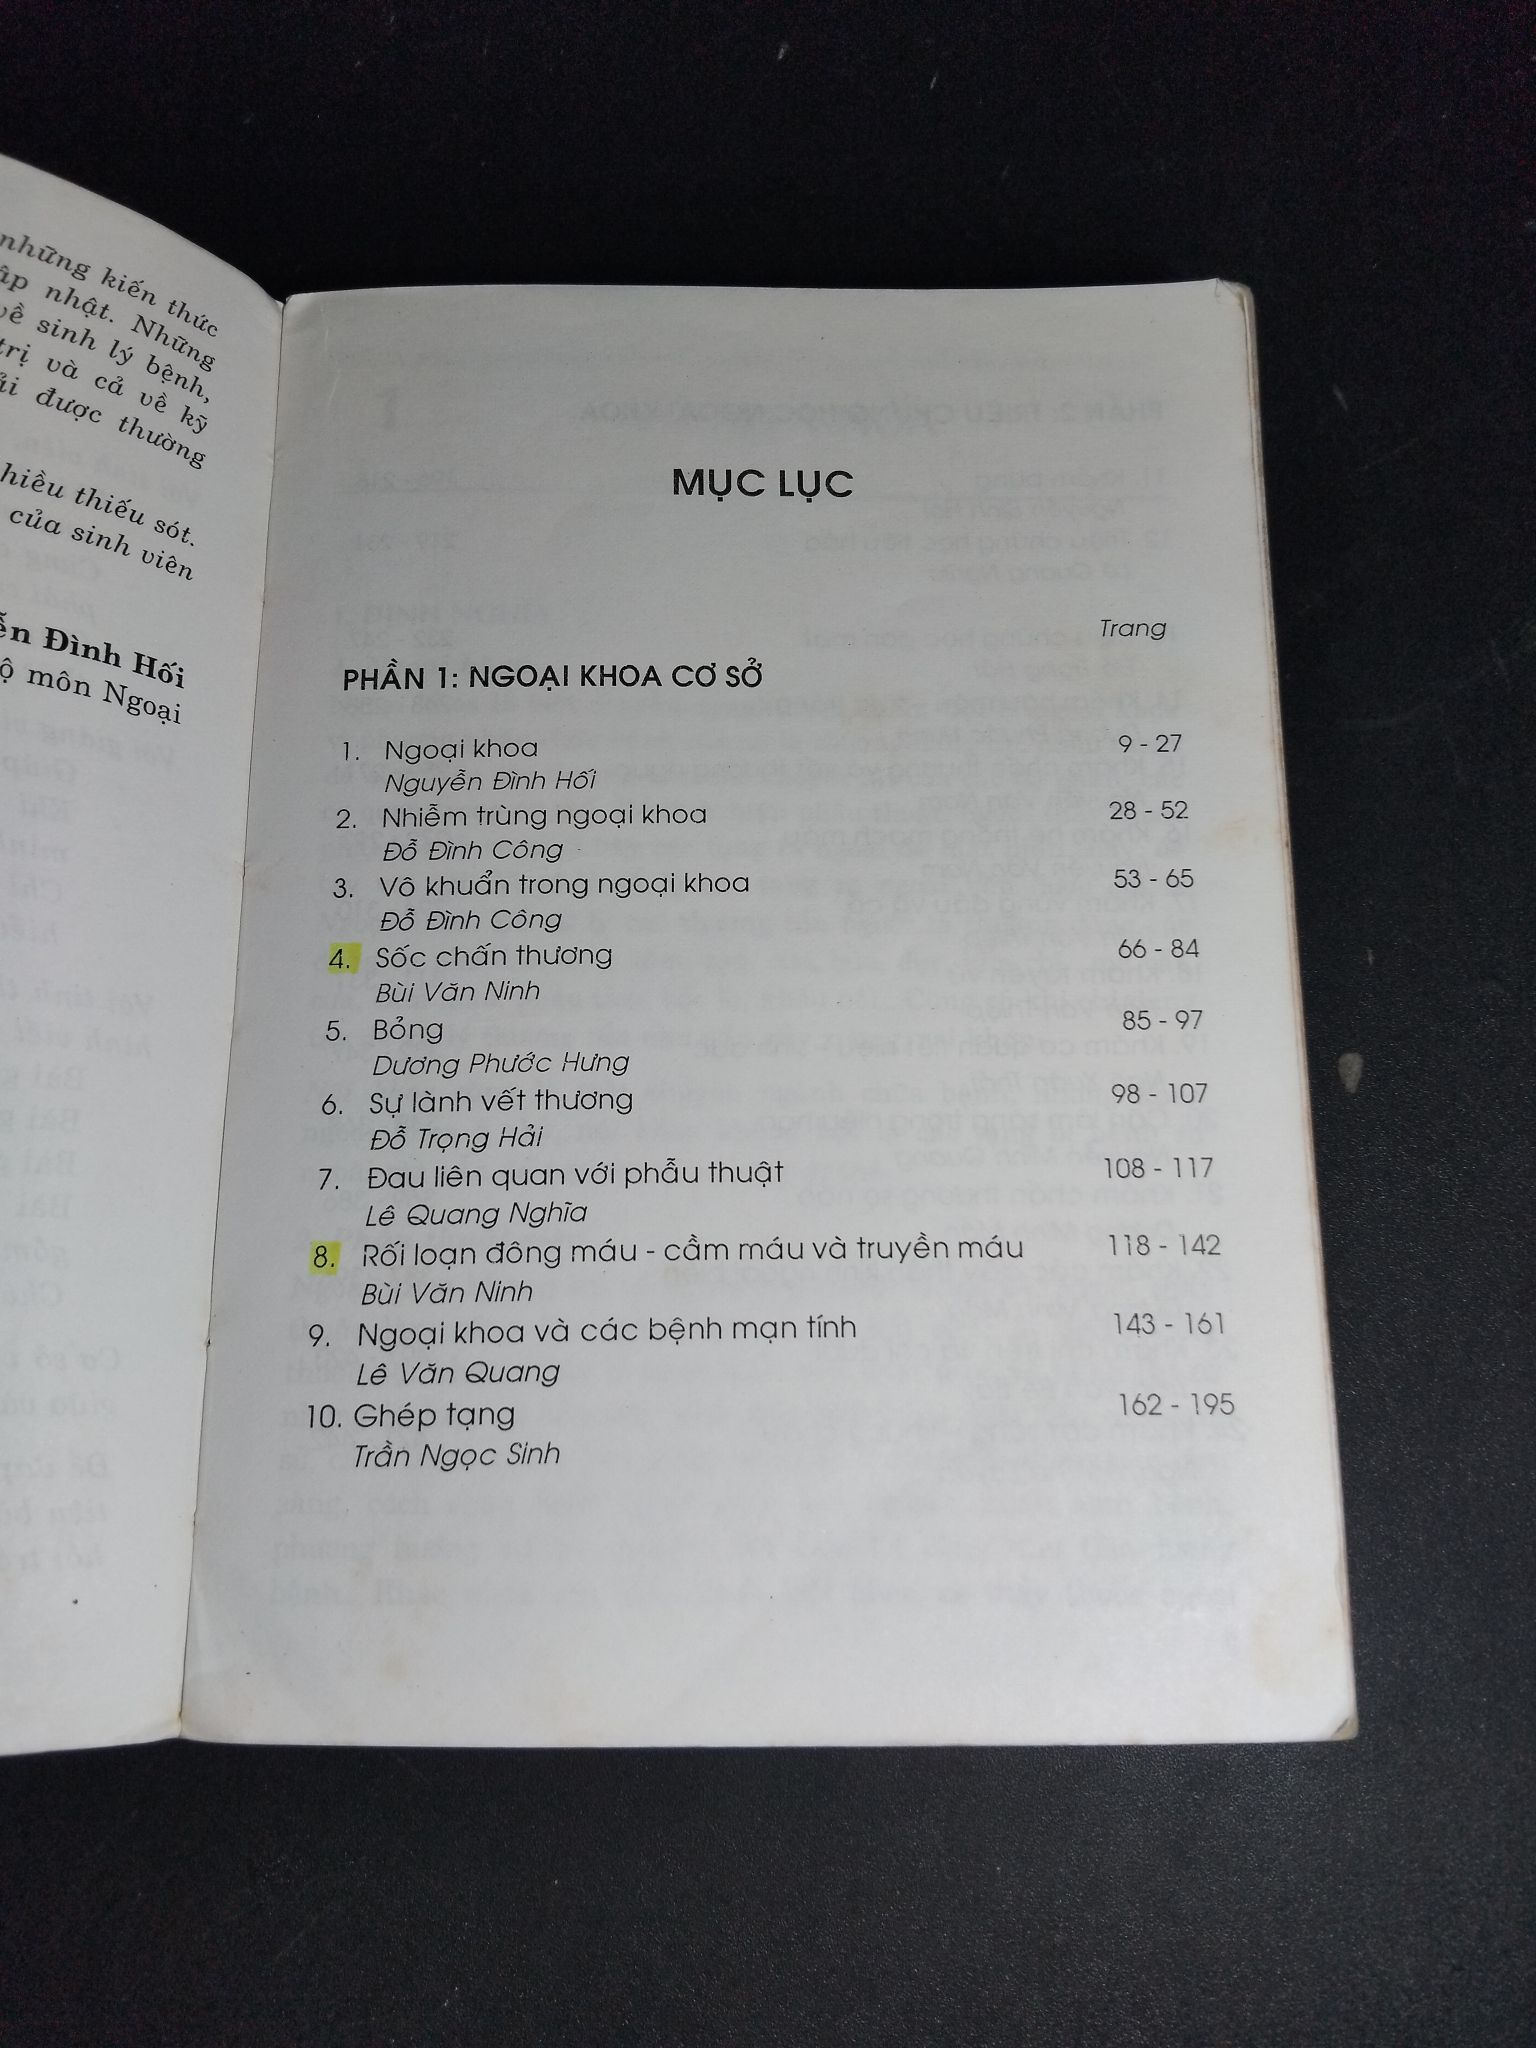 những kiến thức
nhật. Những
về sinh lý bệnh,
trị và cả về kỹ
được thường
thiếu sót.
của sinh viên
Đình Hối
môn Ngoại
MỤC LỤC
Trang
PHẦN 1: NGOẠI KHOA CƠ SỞ
1. Ngoại khoa 9 - 27
Nguyễn Đình Hối
2. Nhiễm trùng ngoại khoa 28 - 52
Đỗ Đình Công
3. Vô khuẩn trong ngoại khoa 53 - 65
Đỗ Đình Công
4. Sốc chấn thương 66 - 84
Bùi Văn Ninh
5. Bỏng 85 - 97
Dương Phước Hưng
6. Sự lành vết thương 98 - 107
Đỗ Trọng Hải
7. Đau liên quan với phẫu thuật 108 - 117
Lê Quang Nghĩa
8. Rối loạn đông máu - cầm máu và truyền máu 118 - 142
Bùi Văn Ninh
9. Ngoại khoa và các bệnh mạn tính 143 - 161
Lê Văn Quang
10. Ghép tạng 162 - 195
Trần Ngọc Sinh